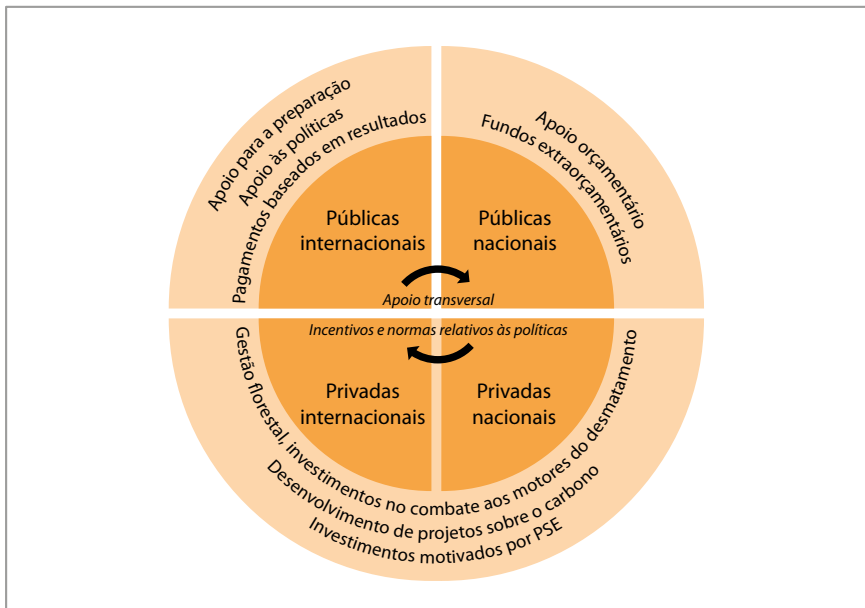 Apoio para a preparação
Apoio às políticas
Pagamentos baseados em resultados
Apoio orçamentário
Fundos extraorçamentários
Públicas
internacionais
Públicas
nacionais
Apoio transversal
Incentivos e normas relativos às políticas
Privadas
internacionais
Privadas
nacionais
Gestão florestal, investimentos no combate aos motores do desmatamento
Desenvolvimento de projetos sobre o carbono
Investimentos motivados por PSE